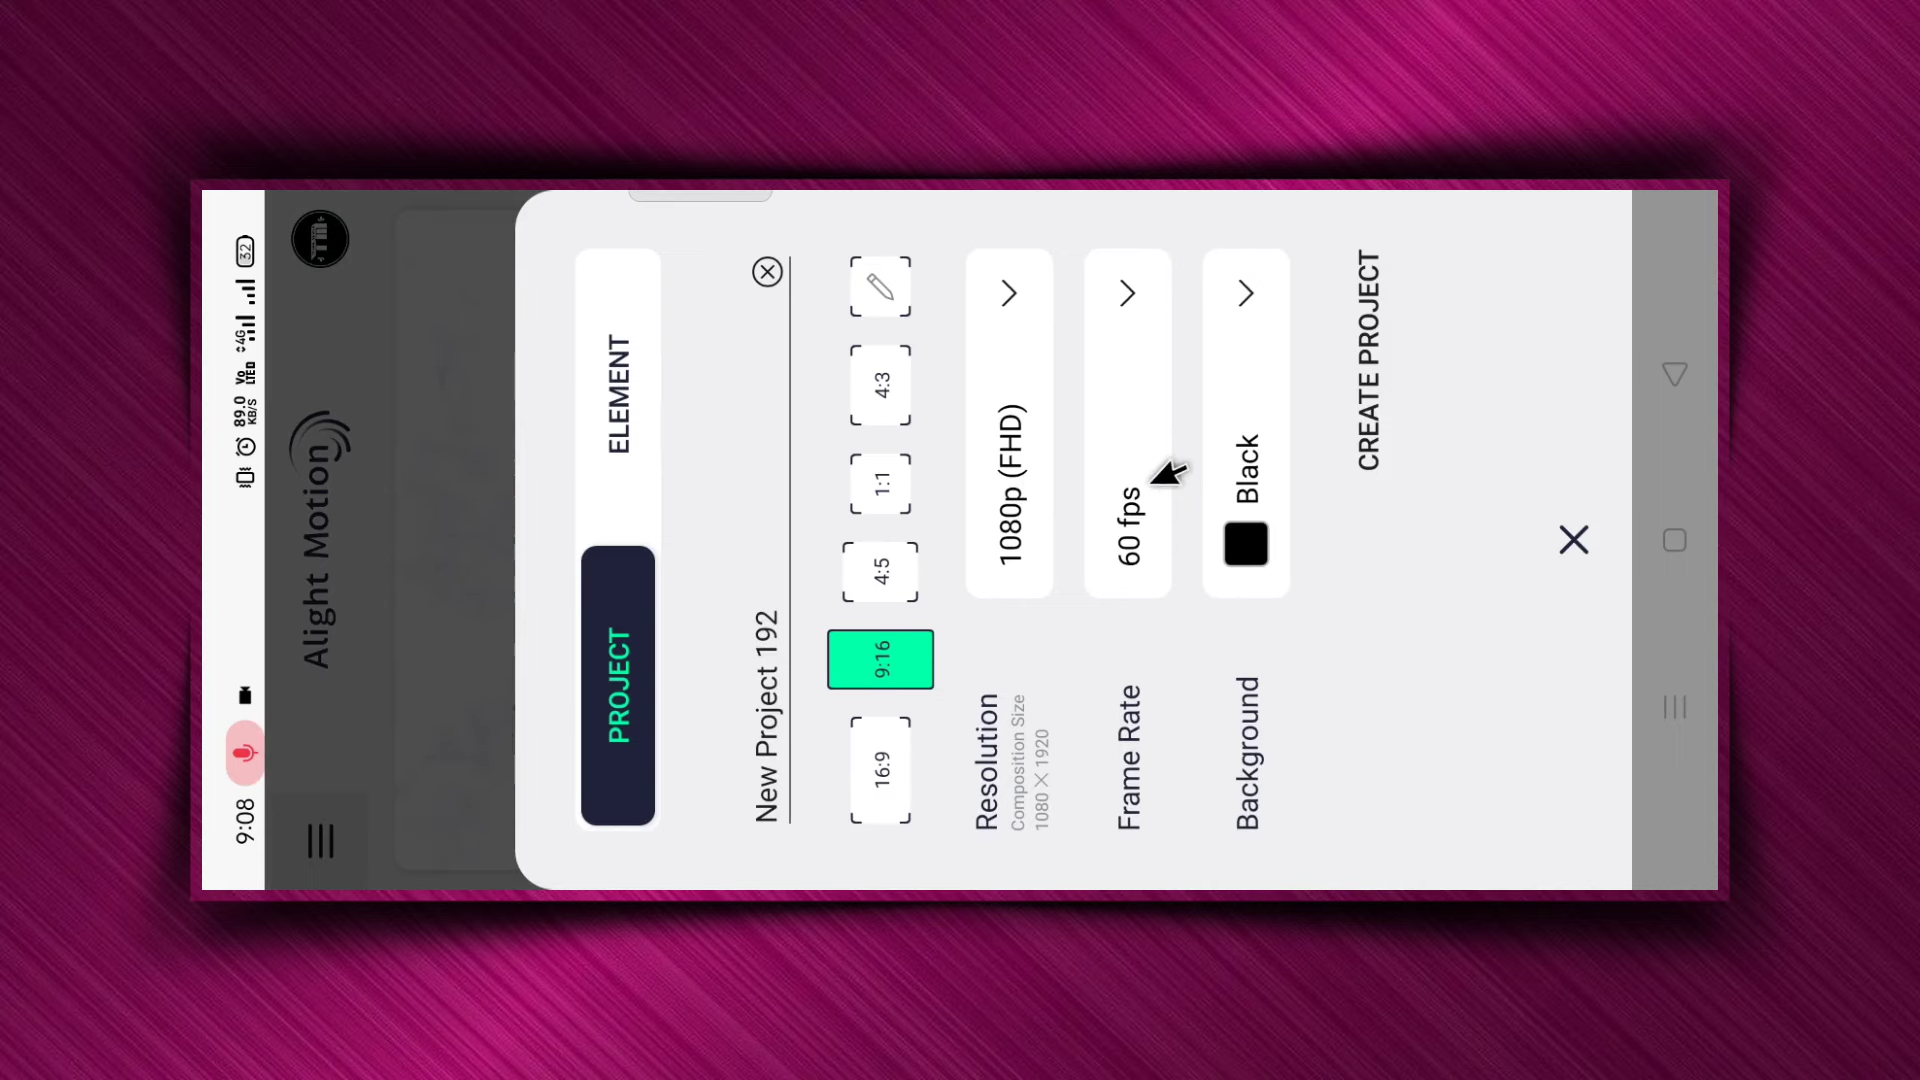 9:08
89.0 KB/S
Vo LTED
4G
32
Alight Motion
PROJECT
ELEMENT
New Project 192
16:9
9:16
4:5
1:1
4:3
Resolution
Composition Size
1080 × 1920
1080p (FHD)
Frame Rate
60 fps
Background
Black
CREATE PROJECT